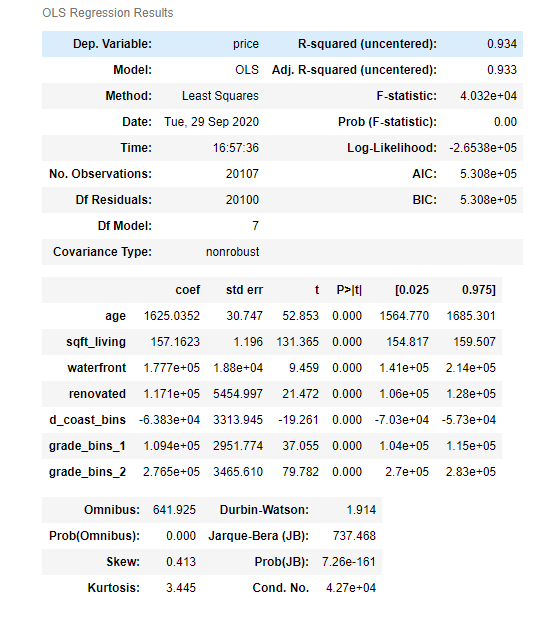 OLS Regression Results
Dep. Variable: price R-squared (uncentered): 0.934
Model: OLS Adj. R-squared (uncentered): 0.933
Method: Least Squares F-statistic: 4.032e+04
Date: Tue, 29 Sep 2020 Prob (F-statistic): 0.00
Time: 16:57:36 Log-Likelihood: -2.6538e+05
No. Observations: 20107 AIC: 5.308e+05
Df Residuals: 20100 BIC: 5.308e+05
Df Model: 7
Covariance Type: nonrobust
coef std err t P>|t| [0.025 0.975]
age 1625.0352 30.747 52.853 0.000 1564.770 1685.301
sqft_living 157.1623 1.196 131.365 0.000 154.817 159.507
waterfront 1.777e+05 1.88e+04 9.459 0.000 1.41e+05 2.14e+05
renovated 1.171e+05 5454.997 21.472 0.000 1.06e+05 1.28e+05
d_coast_bins -6.383e+04 3313.945 -19.261 0.000 -7.03e+04 -5.73e+04
grade_bins_1 1.094e+05 2951.774 37.055 0.000 1.04e+05 1.15e+05
grade_bins_2 2.765e+05 3465.610 79.782 0.000 2.7e+05 2.83e+05
Omnibus: 641.925 Durbin-Watson: 1.914
Prob(Omnibus): 0.000 Jarque-Bera (JB): 737.468
Skew: 0.413 Prob(JB): 7.26e-161
Kurtosis: 3.445 Cond. No. 4.27e+04